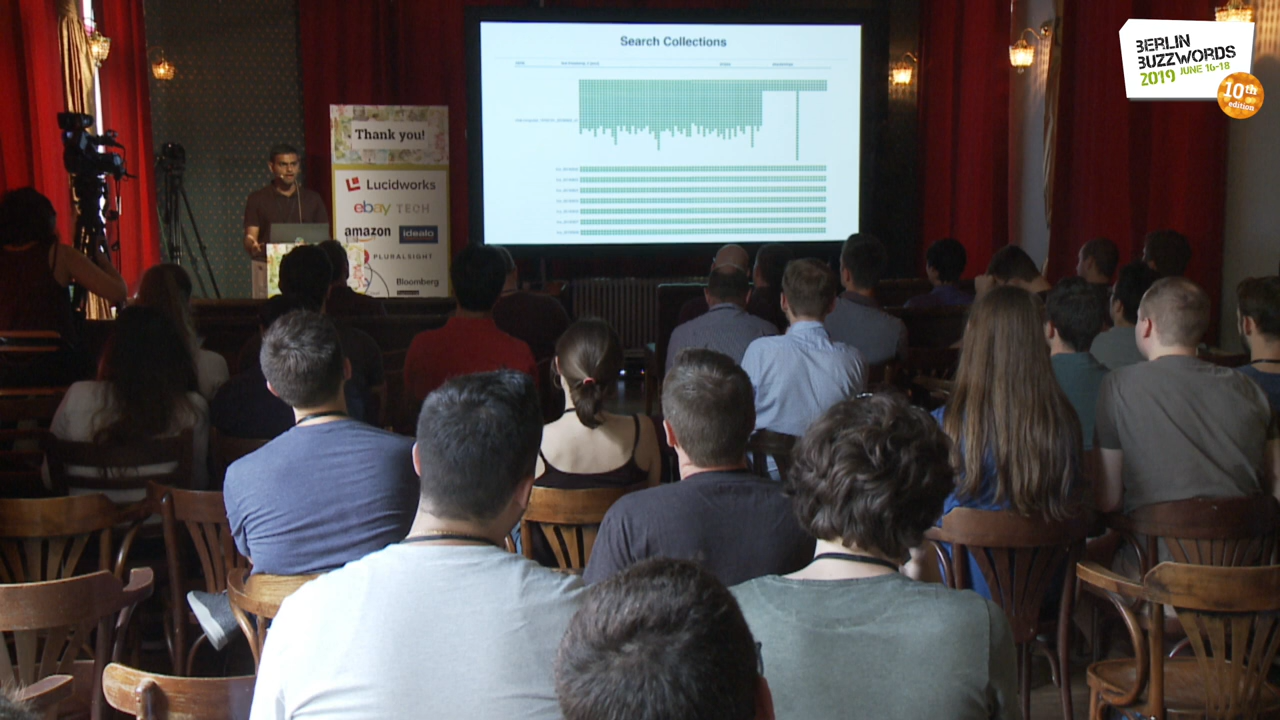 Search Collections
BERLIN
BUZZWORDS
2019 JUNE 16-18
10th
edition
Thank you!
Lucidworks
ebay TECH
amazon
idealo
PLURALSIGHT
Bloomberg